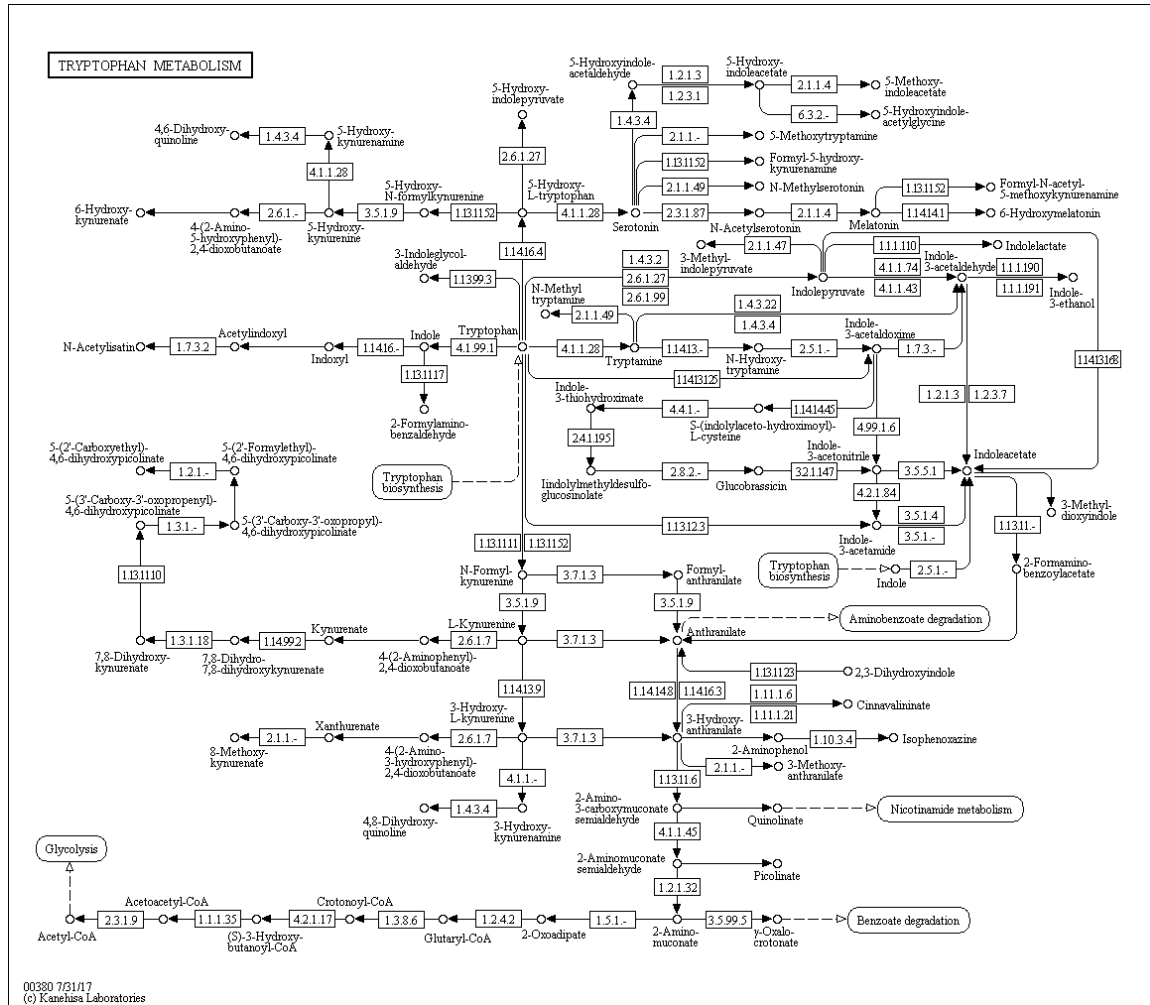 TRYPTOPHAN METABOLISM
5-Hydroxyindole-
acetaldehyde
1.2.1.3
1.2.3.1
5-Hydroxy-
indoleacetate
2.1.1.4
5-Methoxy-
indoleacetate
6.3.2.-
5-Hydroxyindole-
acetylglycine
5-Hydroxy-
indolepyruvate
1.4.3.4
4,6-Dihydroxy-
quinoline
1.4.3.4
5-Hydroxy-
kynurenamine
2.1.1.-
5-Methoxytryptamine
2.6.1.27
1.13.11.52
Formyl-5-hydroxy-
kynurenamine
4.1.1.28
2.1.1.49
N-Methylserotonin
1.13.11.52
Formyl-N-acetyl-
5-methoxykynurenamine
5-Hydroxy-
N-formylkynurenine
5-Hydroxy-
L-tryptophan
6-Hydroxy-
kynurenate
2.6.1.-
3.5.1.9
1.13.11.52
4.1.1.28
2.3.1.87
2.1.1.4
1.14.14.1
6-Hydroxymelatonin
4-(2-Amino-
5-hydroxyphenyl)-
2,4-dioxobutanoate
5-Hydroxy-
kynurenine
Serotonin
N-Acetylserotonin
Melatonin
1.14.16.4
3-Methyl-
indolepyruvate
2.1.1.47
1.1.1.110
Indolelactate
3-Indoleglycol-
aldehyde
1.13.99.3
1.4.3.2
2.6.1.27
2.6.1.99
Indolepyruvate
4.1.1.74
4.1.1.43
Indole-
3-acetaldehyde
1.1.1.190
1.1.1.191
Indole-
3-ethanol
N-Methyl
tryptamine
2.1.1.49
1.4.3.22
1.4.3.4
N-Acetylisatin
1.7.3.2
Acetylindoxyl
Indoxyl
1.14.16.-
Indole
4.1.99.1
Tryptophan
4.1.1.28
Tryptamine
1.14.13.-
N-Hydroxy-
tryptamine
2.5.1.-
Indole-
3-acetaldoxime
1.7.3.-
1.14.13.168
1.13.11.17
1.14.13.125
2-Formylamino-
benzaldehyde
Indole-
3-thiohydroximate
4.4.1.-
1.14.14.45
S-(indolylaceto-hydroximoyl)-
L-cysteine
1.2.1.3
1.2.3.7
2.4.1.195
4.99.1.6
5-(2'-Carboxyethyl)-
4,6-dihydroxypicolinate
5-(2'-Formylethyl)-
4,6-dihydroxypicolinate
1.2.1.-
Tryptophan
biosynthesis
Iindolylmethyldesulfo-
glucosinolate
2.8.2.-
Glucobrassicin
3.2.1.147
Indole-
3-acetonitrile
3.5.5.1
Indoleacetate
5-(3'-Carboxy-3'-oxopropenyl)-
4,6-dihydroxypicolinate
1.3.1.-
5-(3'-Carboxy-3'-oxopropyl)-
4,6-dihydroxypicolinate
4.2.1.84
3-Methyl-
dioxyindole
1.13.12.3
3.5.1.4
3.5.1.-
1.13.11.-
Indole-
3-acetamide
1.13.11.11
1.13.11.52
1.13.1.10
Tryptophan
biosynthesis
Indole
2.5.1.-
2-Formamino-
benzoylacetate
N-Formyl-
kynurenine
3.7.1.3
Formyl-
anthranilate
3.5.1.9
3.5.1.9
Aminobenzoate degradation
7,8-Dihydroxy-
kynurenate
1.3.1.18
7,8-Dihydro-
7,8-dihydroxykynurenate
1.14.99.2
Kynurenate
4-(2-Aminophenyl)-
2,4-dioxobutanoate
2.6.1.7
L-Kynurenine
3.7.1.3
Anthranilate
1.13.11.23
2,3-Dihydroxyindole
1.14.13.9
1.14.14.8
1.14.16.3
1.11.1.6
1.11.1.21
Cinnavalininate
8-Methoxy-
kynurenate
2.1.1.-
Xanthurenate
4-(2-Amino-
3-hydroxyphenyl)-
2,4-dioxobutanoate
2.6.1.7
3-Hydroxy-
L-kynurenine
3.7.1.3
3-Hydroxy-
anthranilate
2-Aminophenol
1.10.3.4
Isophenoxazine
2.1.1.-
3-Methoxy-
anthranilate
4.1.1.-
1.13.11.6
4,8-Dihydroxy-
quinoline
1.4.3.4
3-Hydroxy-
kynurenamine
2-Amino-
3-carboxymuconate
semialdehyde
Quinolinate
Nicotinamide metabolism
4.1.1.45
2-Aminomuconate
semialdehyde
Picolinate
1.2.1.32
Glycolysis
Acetyl-CoA
2.3.1.9
Acetoacetyl-CoA
1.1.1.35
(S)-3-Hydroxy-
butanoyl-CoA
4.2.1.17
Crotonoyl-CoA
1.3.8.6
Glutaryl-CoA
1.2.4.2
2-Oxoadipate
1.5.1.-
2-Amino-
muconate
3.5.99.5
γ-Oxalo-
crotonate
Benzoate degradation
00380 7/31/17
(c) Kanehisa Laboratories